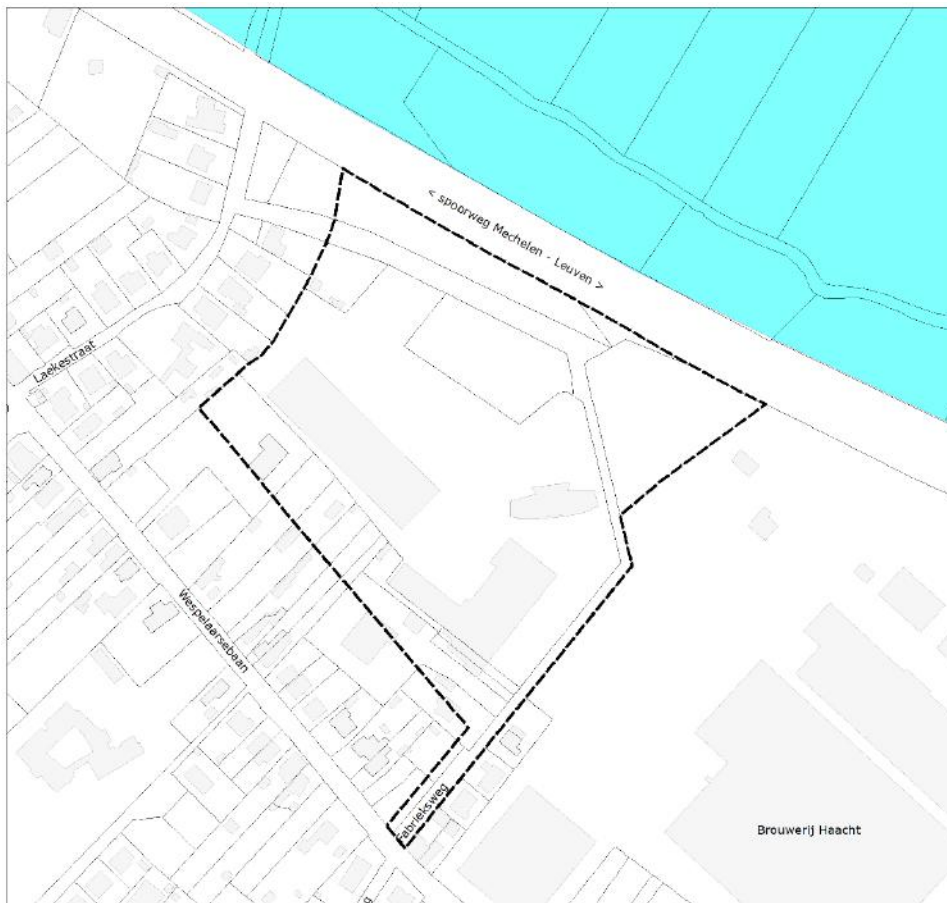 < spoorweg Mechelen - Leuven >
Laekestraat
Wespelaarsebaan
Fabrieksweg
Brouwerij Haacht